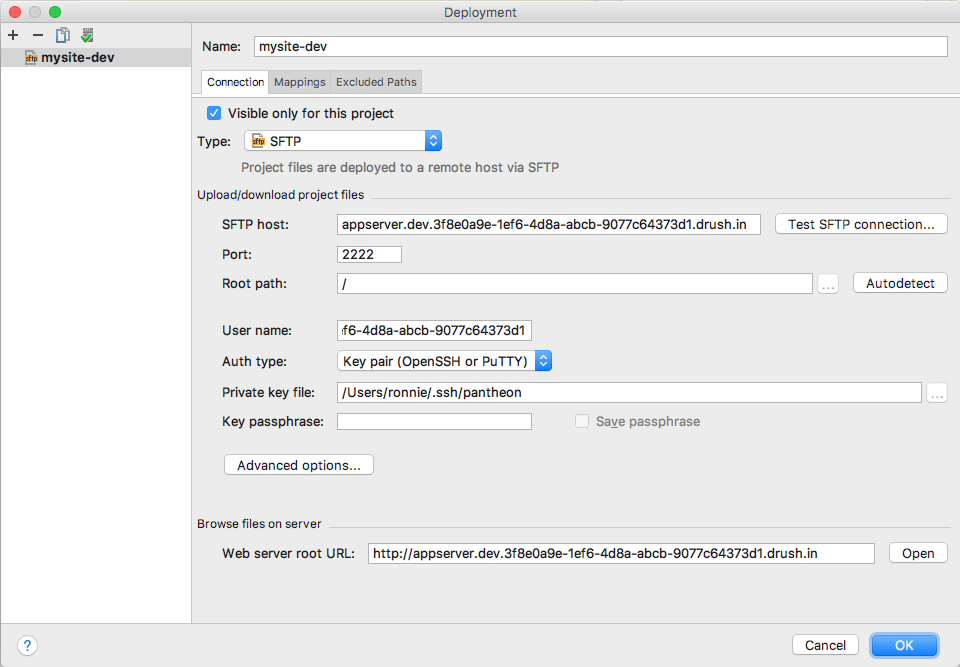 Deployment
mysite-dev
Name: mysite-dev
Connection Mappings Excluded Paths
Visible only for this project
Type: SFTP
Project files are deployed to a remote host via SFTP
Upload/download project files
SFTP host: appserver.dev.3f8e0a9e-1ef6-4d8a-abcb-9077c64373d1.drush.in Test SFTP connection...
Port: 2222
Root path: / ... Autodetect
User name: ef6-4d8a-abcb-9077c64373d1
Auth type: Key pair (OpenSSH or PuTTY)
Private key file: /Users/ronnie/.ssh/pantheon ...
Key passphrase: Save passphrase
Advanced options...
Browse files on server
Web server root URL: http://appserver.dev.3f8e0a9e-1ef6-4d8a-abcb-9077c64373d1.drush.in Open
? Cancel OK